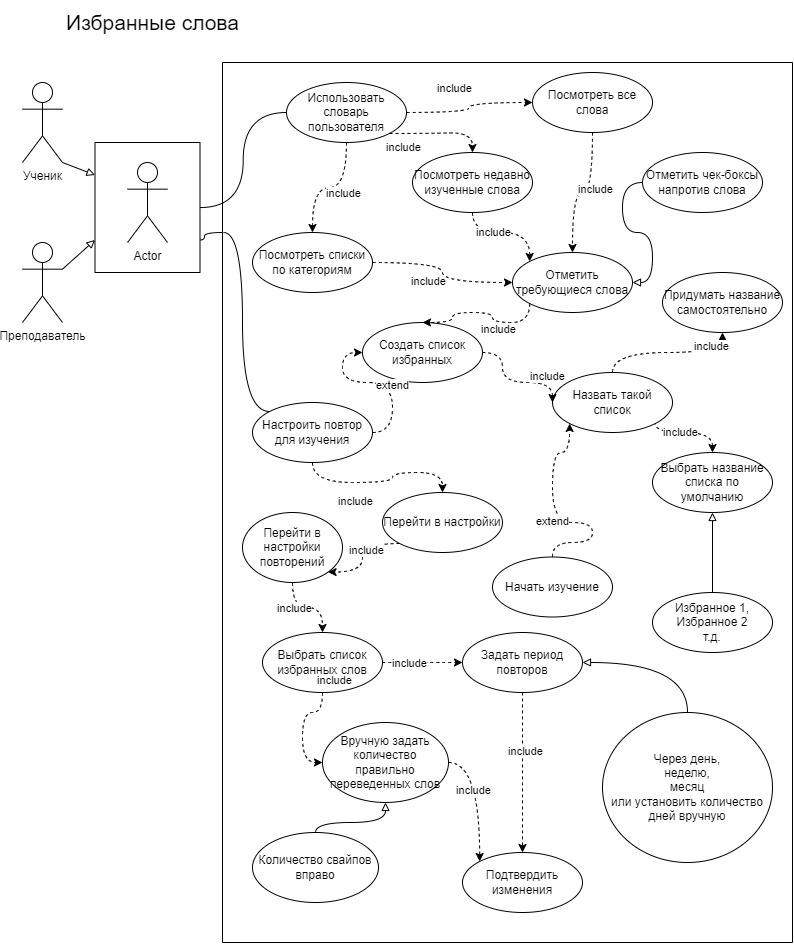 Избранные слова
Ученик
Преподаватель
Actor
Использовать
словарь
пользователя
include
Посмотреть все
слова
include
Посмотреть недавно
изученные слова
include
Отметить чек-боксы
напротив слова
include
Посмотреть списки
по категориям
include
include
Отметить
требующиеся слова
Придумать название
самостоятельно
include
Создать список
избранных
include
include
extend
Назвать такой
список
Настроить повтор
для изучения
include
Выбрать название
списка по
умолчанию
include
Перейти в настройки
extend
Перейти в
настройки
повторений
include
Начать изучение
include
Избранное 1,
Избранное 2
т.д.
Выбрать список
избранных слов
include
include
Задать период
повторов
include
Вручную задать
количество
правильно
переведенных слов
include
Через день,
неделю,
месяц
или установить количество
дней вручную
Количество свайпов
вправо
Подтвердить
изменения